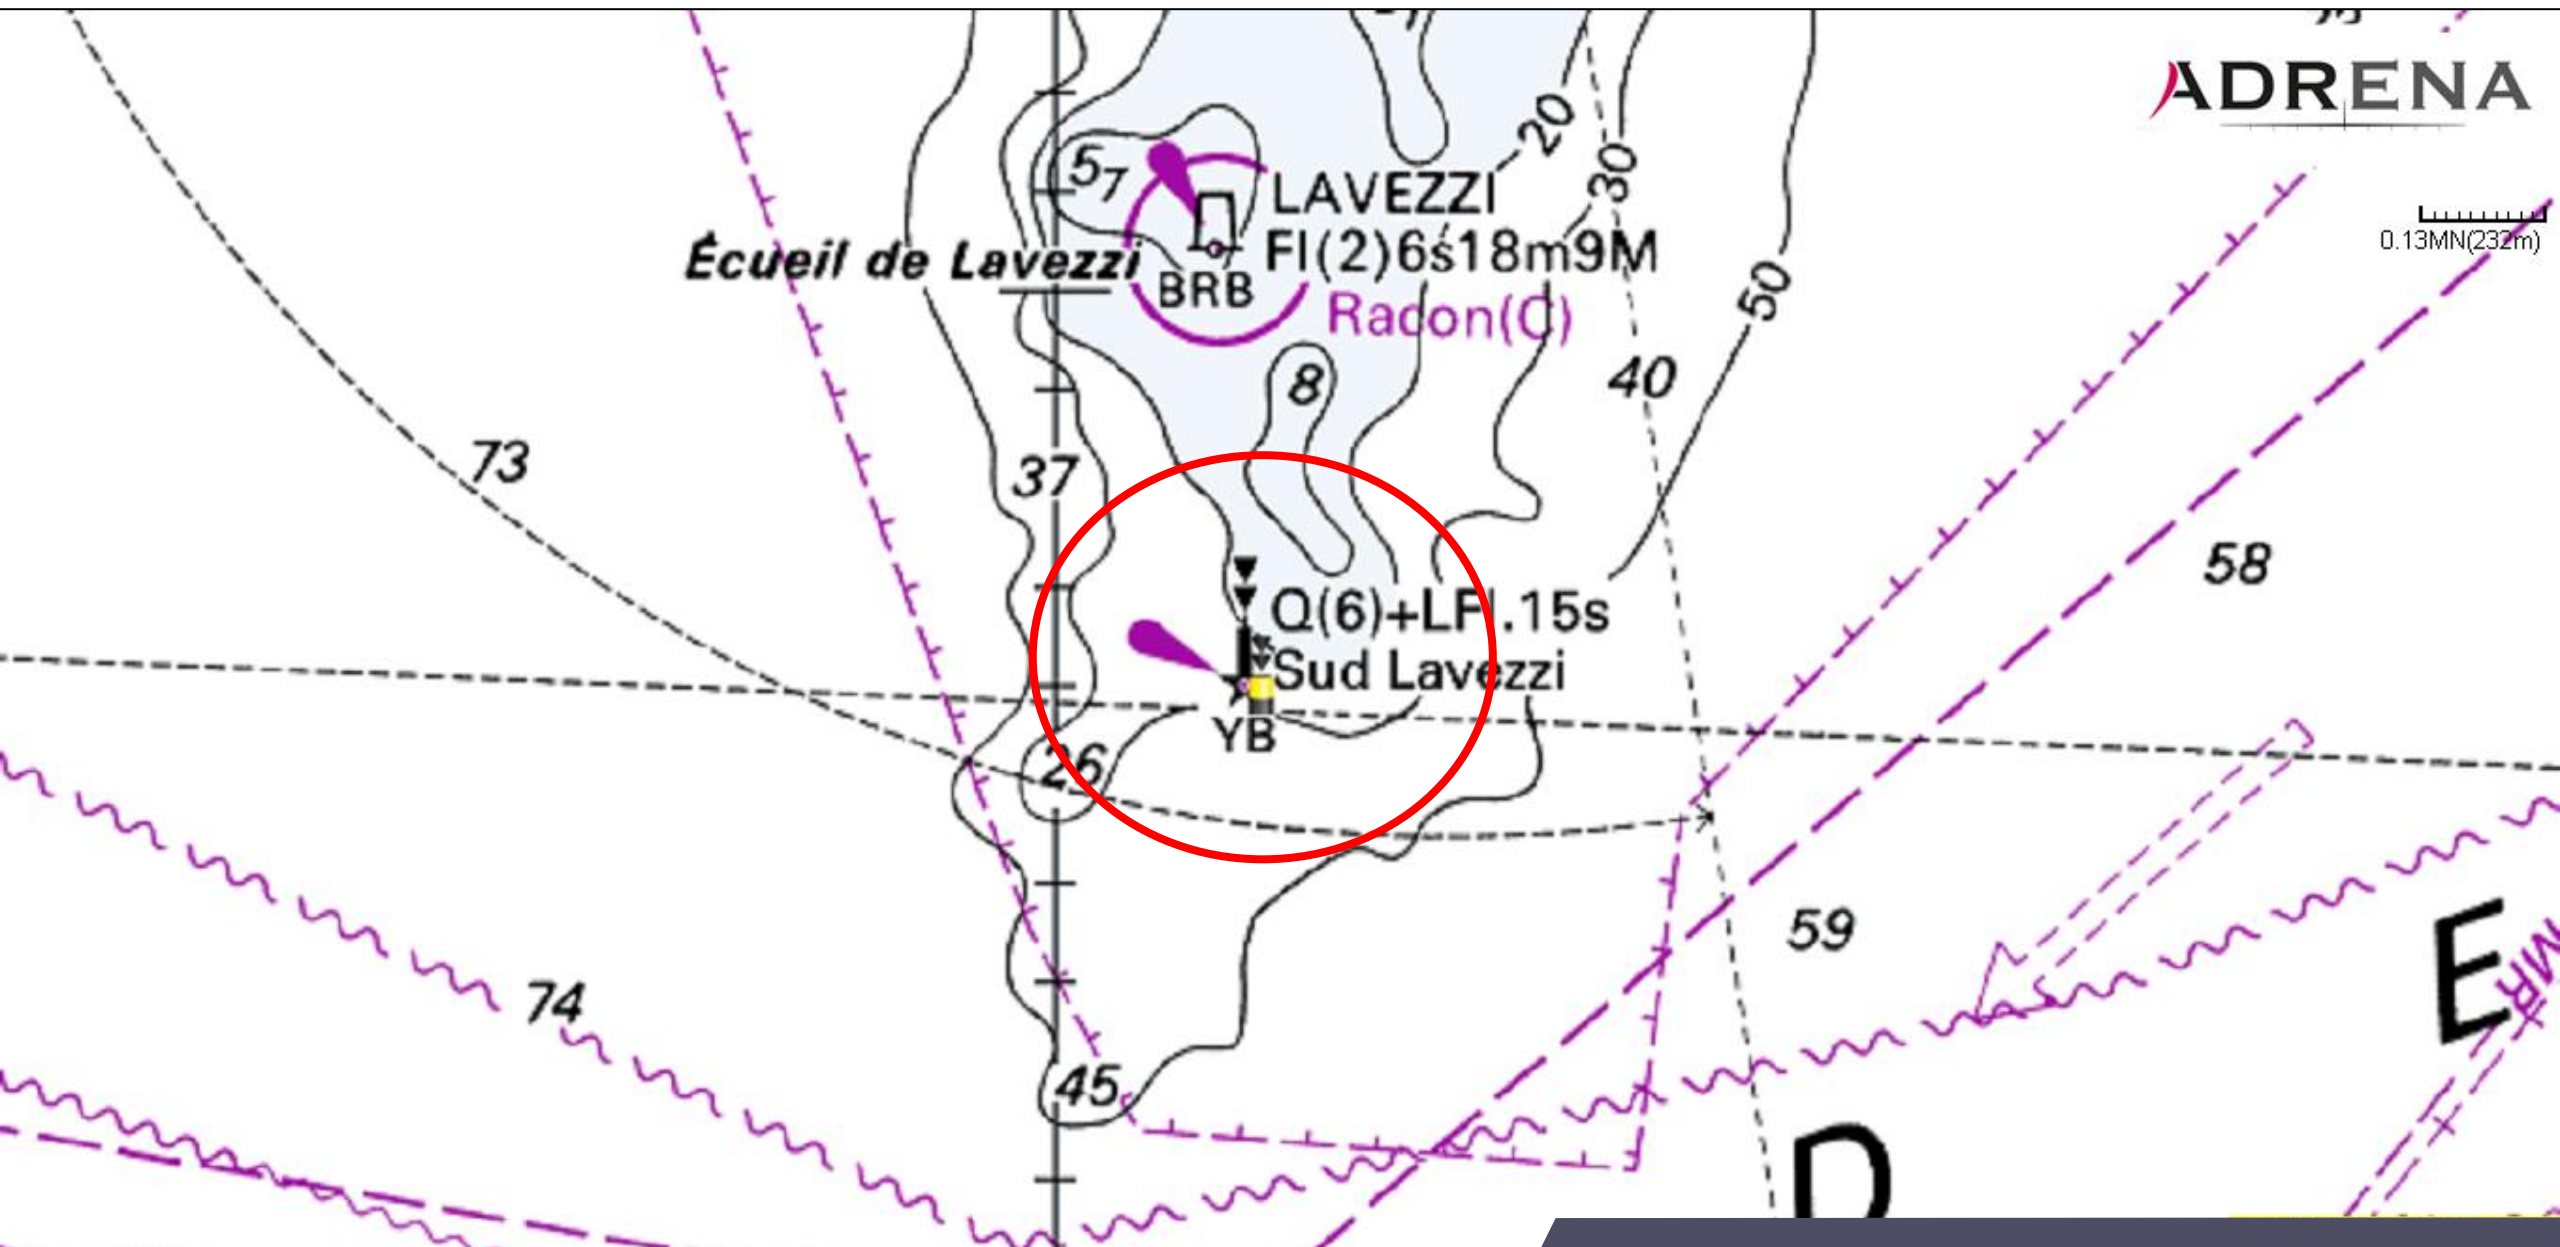 ADRENA
0.13MN(232m)
20
30
57
LAVEZZI
Fl(2)6s18m9M
Écueil de Lavezzi
BRB
Racon(C)
50
40
8
73
37
58
Q(6)+LFl.15s
Sud Lavezzi
YB
26
59
E
74
45
D